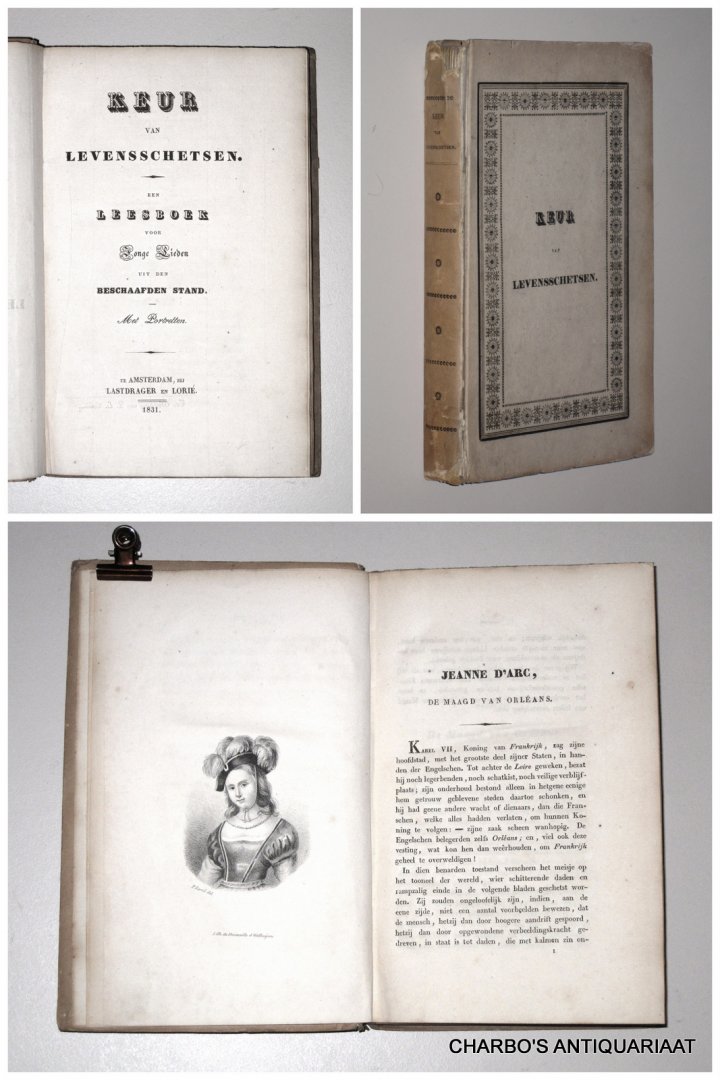 KEUR
VAN
LEVENSSCHETSEN.
EEN
LEESBOEK
VOOR
Jonge Lieden
UIT DEN
BESCHAAFDEN STAND.
Met Portretten.
TE AMSTERDAM, BIJ
LASTDRAGER EN LORIÉ.
1831.
KEUR
VAN
LEVENSSCHETSEN.
KEUR
VAN
LEVENSSCHETSEN.
JEANNE D'ARC,
DE MAAGD VAN ORLÉANS.
KAREL VII, Koning van Frankrijk, zag zijne
hoofdstad, met het grootste deel zijner Staten, in han-
den der Engelschen. Tot achter de Loire geweken, bezat
hij noch legerbenden, noch schatkist, noch veilige verblijf-
plaats; zijn onderhoud bestond alleen in hetgene eenige
hem getrouw geblevene steden daartoe schonken, en
hij had geene andere wacht of dienaars, dan die Fran-
schen, welke alles hadden verlaten, om hunnen Ko-
ning te volgen: — zijne zaak scheen wanhopig. De
Engelschen belegerden zelfs Orléans; en, viel ook deze
vesting, wat kon hen dan weêrhouden, om Frankrijk
geheel te overweldigen!
In dien benarden toestand verscheen het meisje op
het tooneel der wereld, wier schitterende daden en
rampzalig einde in de volgende bladen geschetst wor-
den. Zij zouden ongeloofelijk zijn, indien, aan de
eene zijde, niet een aantal voorbeelden bewezen, dat
de mensch, hetzij dan door hoogere aandrift gespoord,
hetzij dan door opgewondene verbeeldingskracht ge-
dreven, in staat is tot daden, die met kalmen zin on-
1
CHARBO'S ANTIQUARIAAT